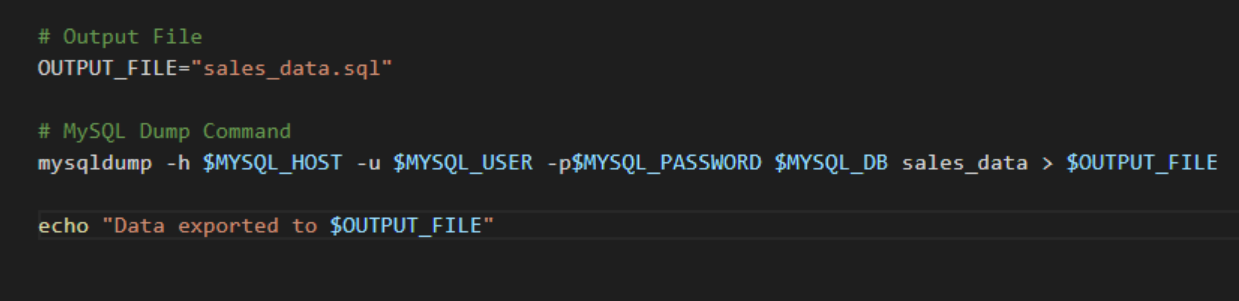 # Output File
OUTPUT_FILE="sales_data.sql"
# MySQL Dump Command
mysqldump -h $MYSQL_HOST -u $MYSQL_USER -p$MYSQL_PASSWORD $MYSQL_DB sales_data > $OUTPUT_FILE
echo "Data exported to $OUTPUT_FILE"